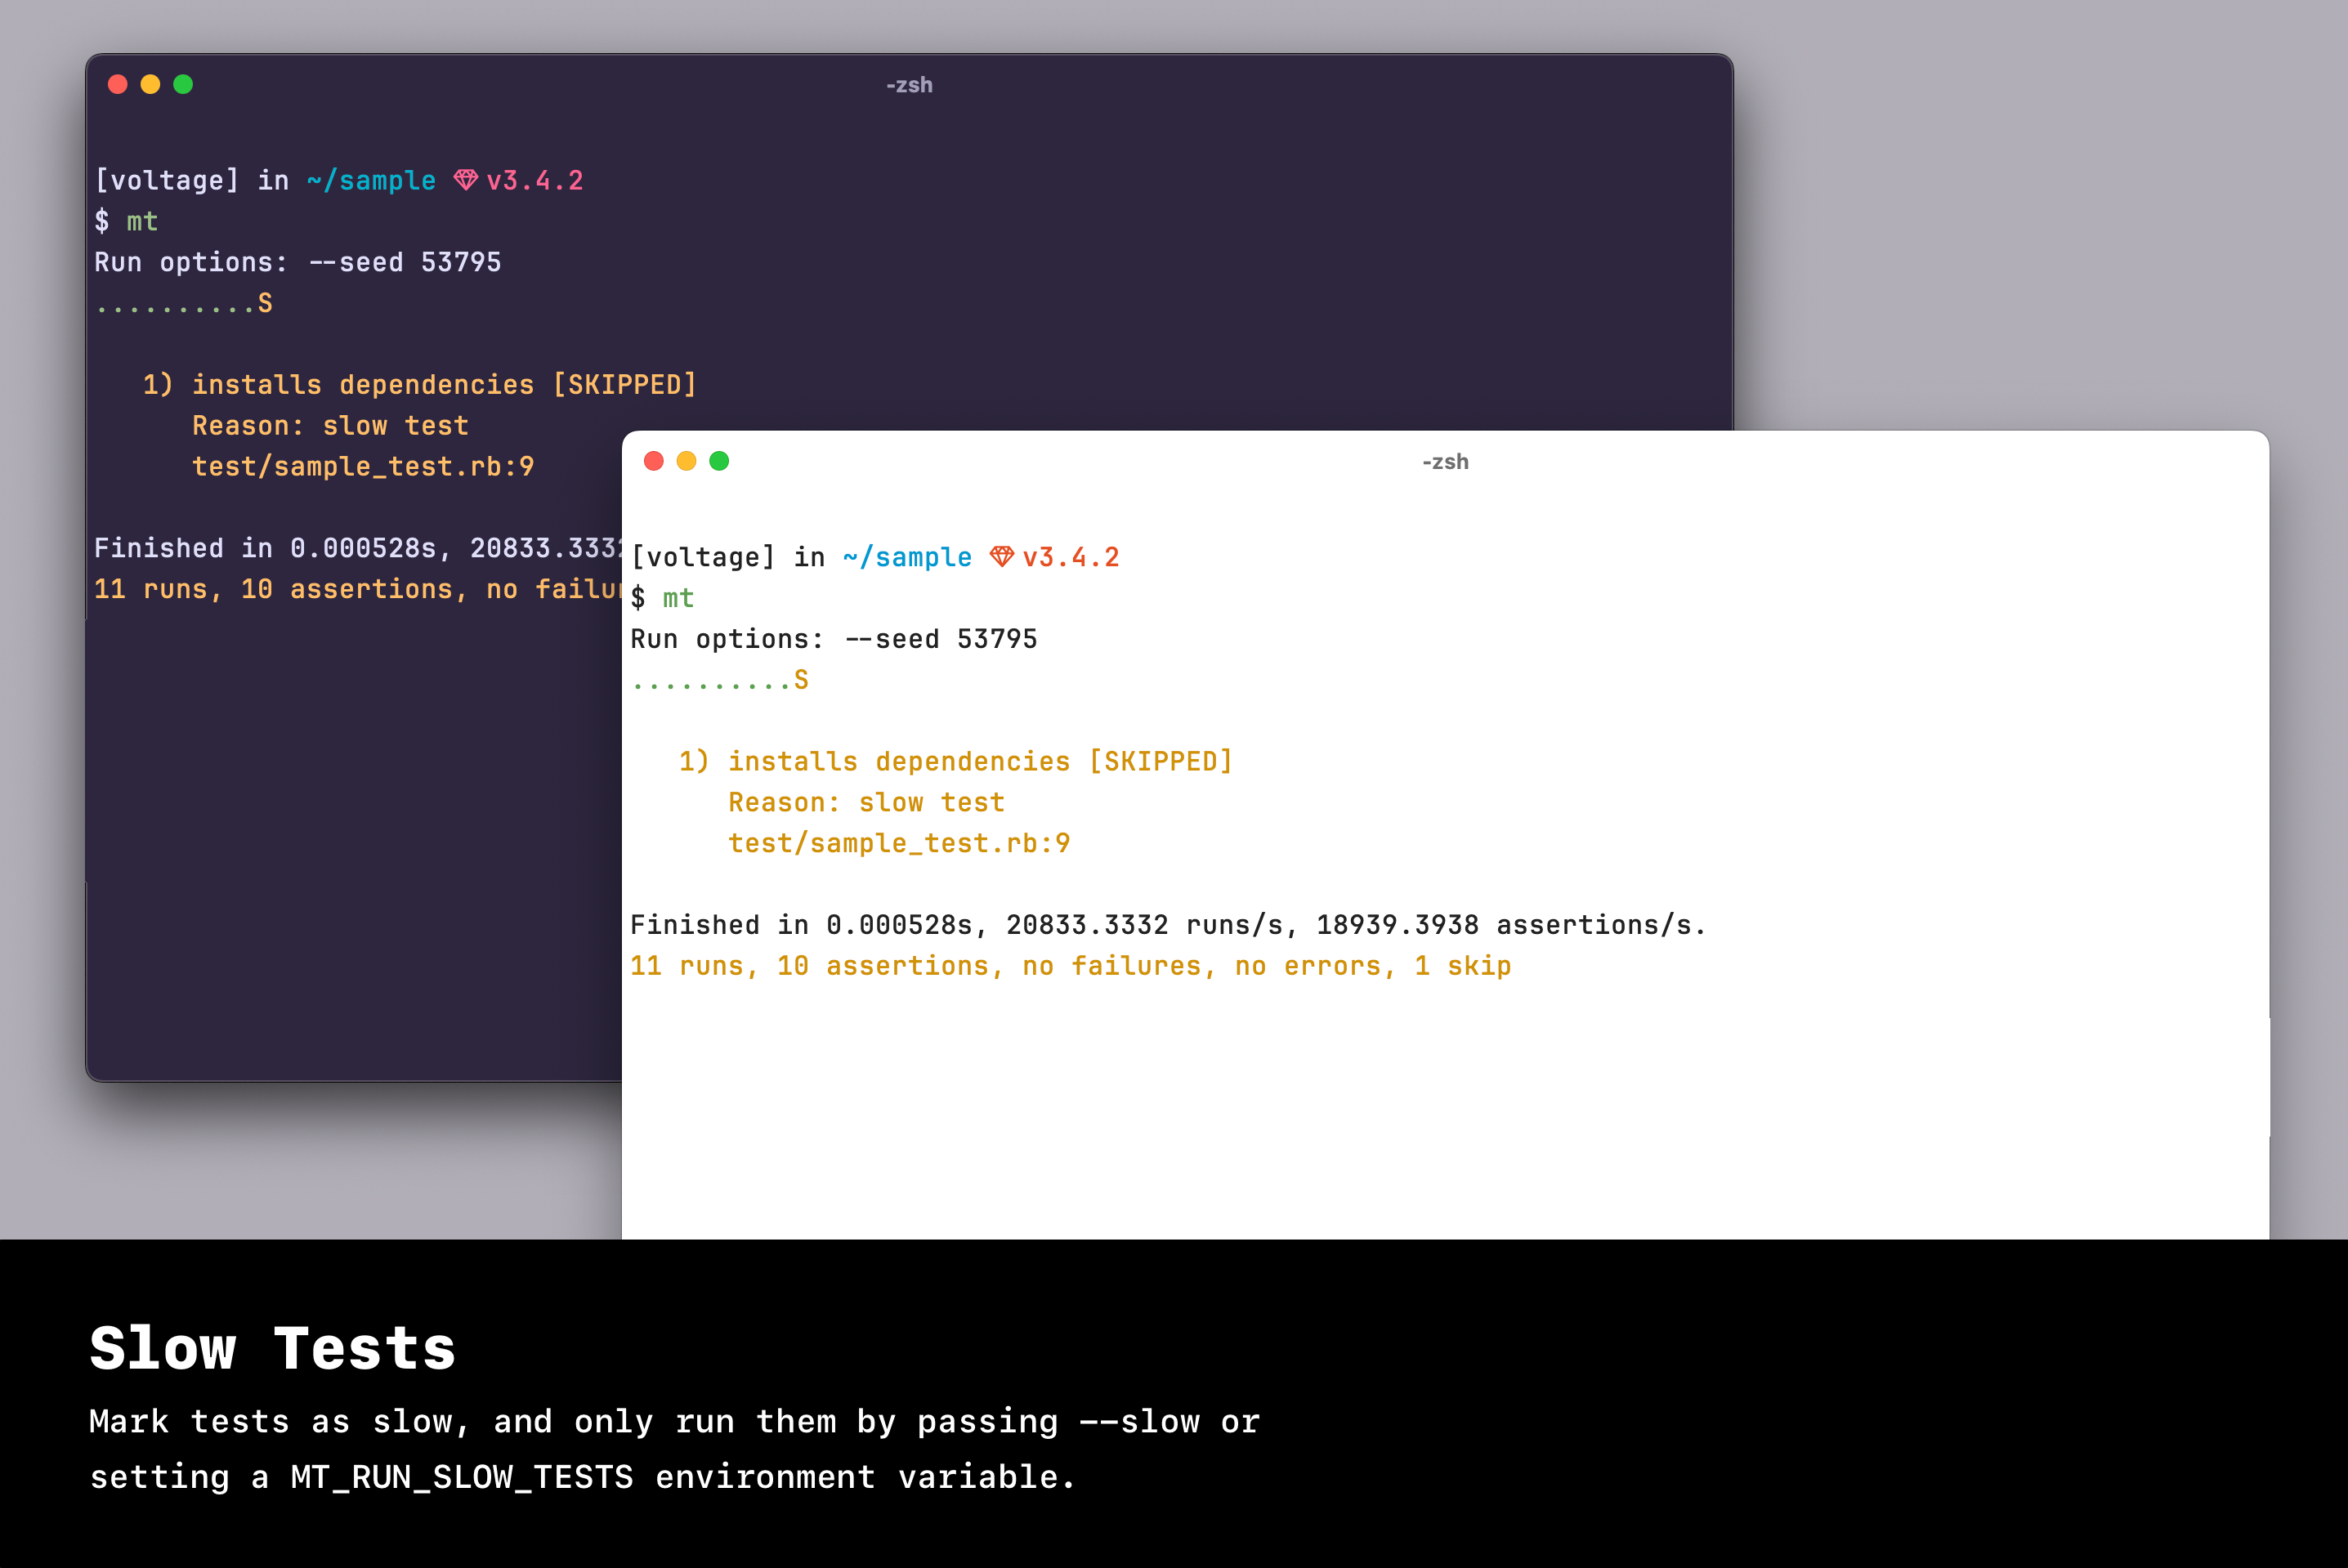 -zsh
[voltage] in ~/sample v3.4.2
$ mt
Run options: --seed 53795
..........S
1) installs dependencies [SKIPPED]
Reason: slow test
test/sample_test.rb:9
Finished in 0.000528s, 20833.3332
11 runs, 10 assertions, no
-zsh
[voltage] in ~/sample v3.4.2
$ mt
Run options: --seed 53795
..........S
1) installs dependencies [SKIPPED]
Reason: slow test
test/sample_test.rb:9
Finished in 0.000528s, 20833.3332 runs/s, 18939.3938 assertions/s.
11 runs, 10 assertions, no failures, no errors, 1 skip
Slow Tests
Mark tests as slow, and only run them by passing --slow or
setting a MT_RUN_SLOW_TESTS environment variable.